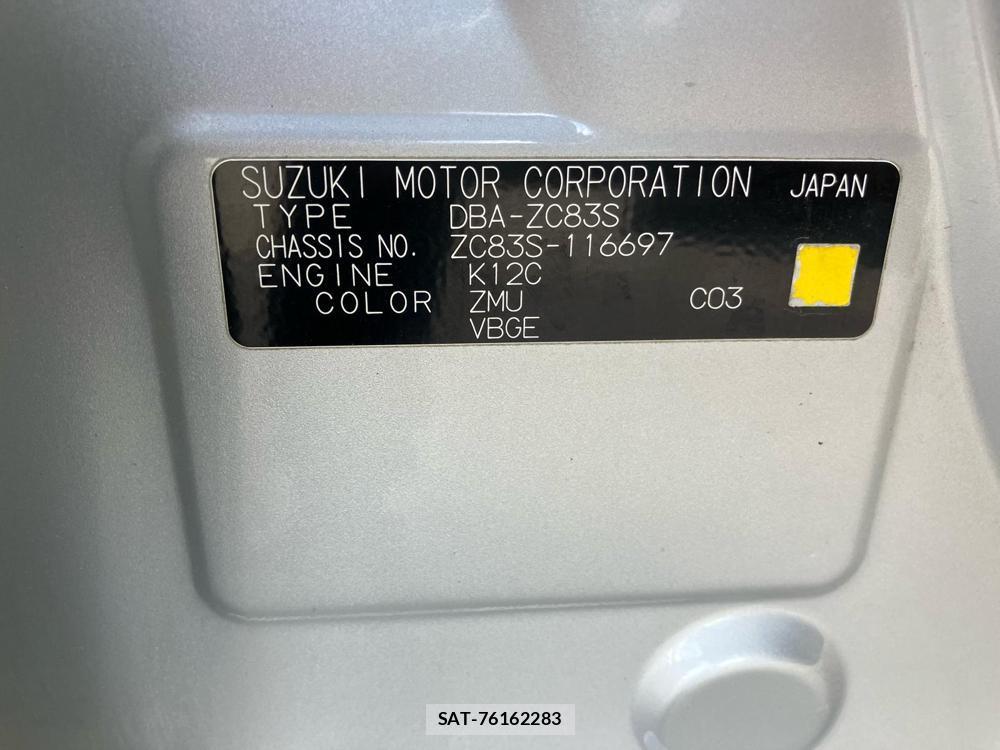 SUZUKI MOTOR CORPORATION JAPAN
TYPE DBA-ZC83S
CHASSIS NO. ZC83S-116697
ENGINE K12C
COLOR ZMU C03
VBGE
SAT-76162283